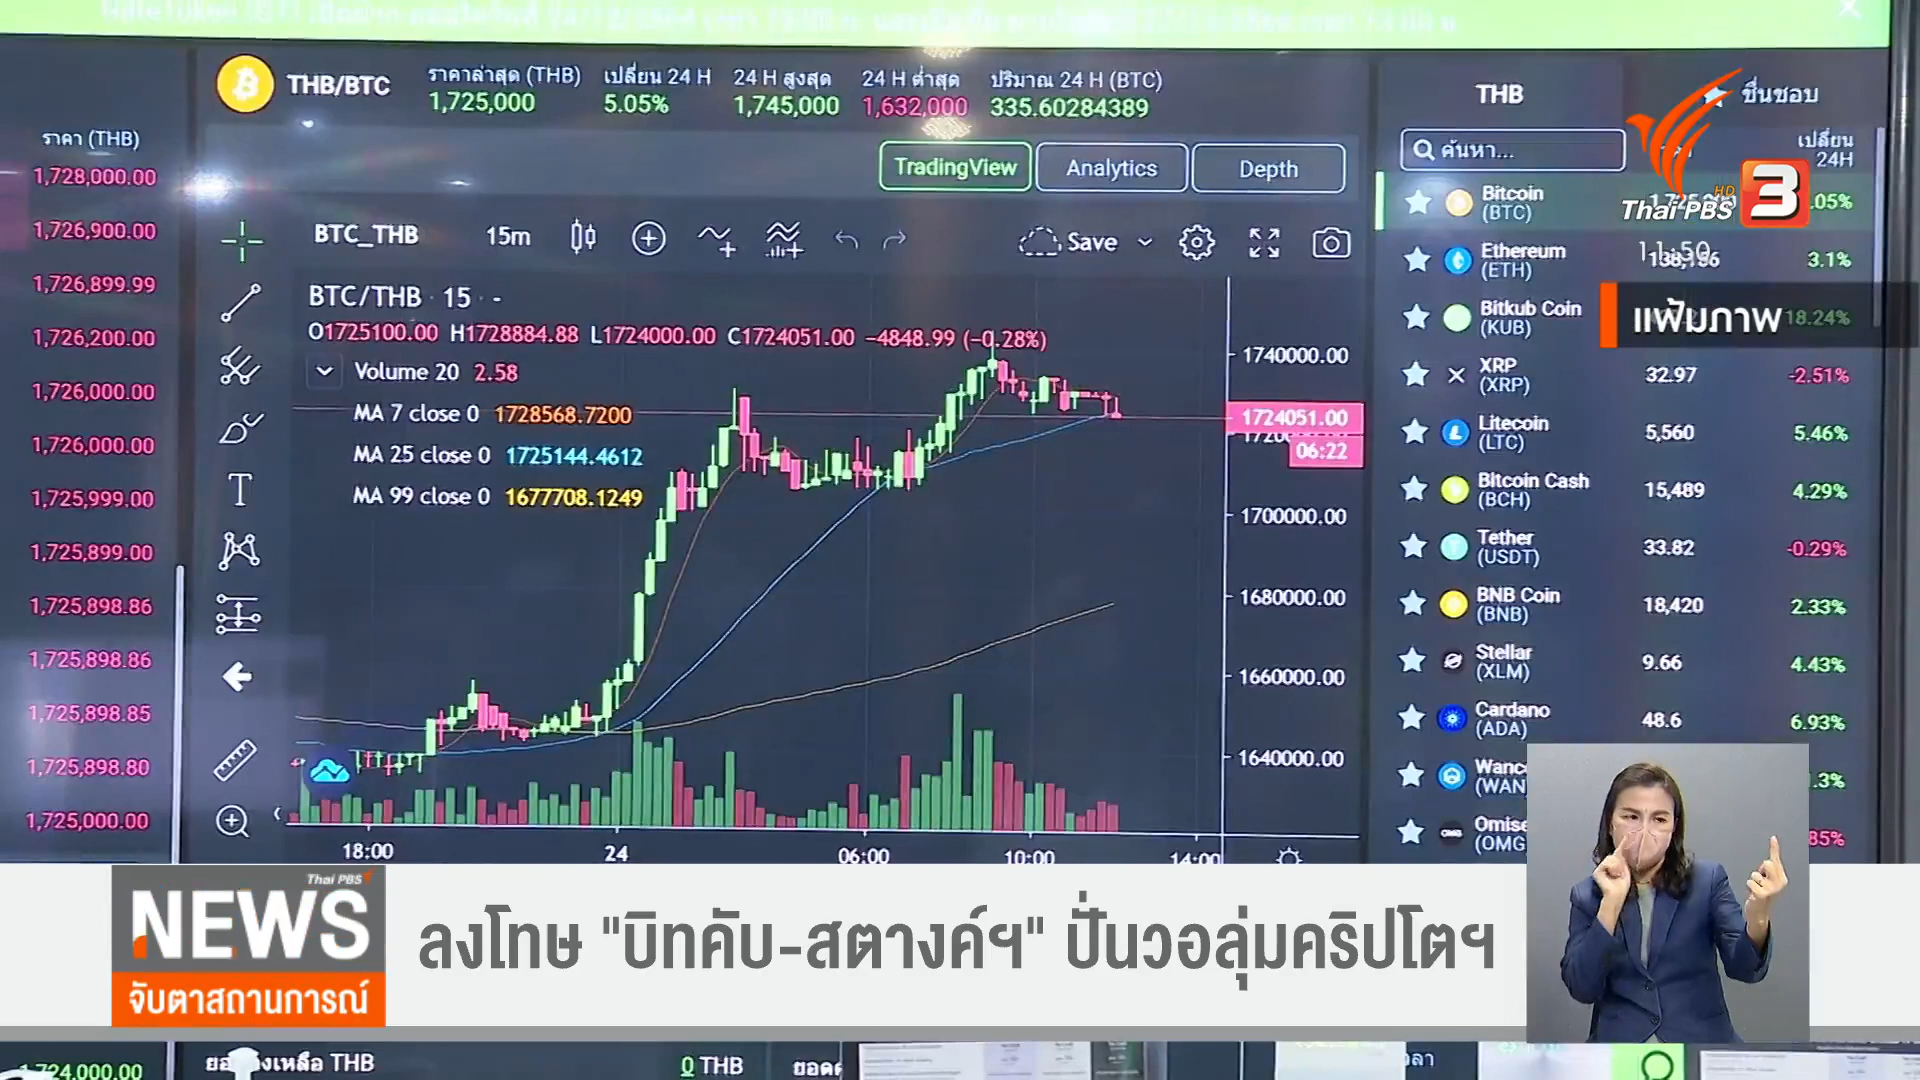 THB/BTC
ราคาล่าสุด (THB)
1,725,000
เปลี่ยน 24 H
5.05%
24 H สูงสุด
1,745,000
24 H ต่ำสุด
1,632,000
ปริมาณ 24 H (BTC)
335.60284389
THB
ชื่นชอบ
ราคา (THB)
1,728,000.00
1,726,900.00
1,726,899.99
1,726,200.00
1,726,000.00
1,726,000.00
1,725,999.00
1,725,899.00
1,725,898.86
1,725,898.86
1,725,898.85
1,725,898.80
1,725,000.00
1,724,000.00
TradingView
Analytics
Depth
BTC_THB
15m
Save
BTC/THB · 15 · -
O1725100.00 H1728884.88 L1724000.00 C1724051.00 -4848.99 (-0.28%)
Volume 20 2.58
MA 7 close 0 1728568.7200
MA 25 close 0 1725144.4612
MA 99 close 0 1677708.1249
1740000.00
1724051.00
06:22
1700000.00
1680000.00
1660000.00
1640000.00
18:00
24
06:00
10:00
14:00
ค้นหา...
เปลี่ยน
24H
Bitcoin
(BTC)
.05%
Ethereum
(ETH)
3.1%
Bitkub Coin
(KUB)
18.24%
XRP
(XRP)
32.97
-2.51%
Litecoin
(LTC)
5,560
5.46%
Bitcoin Cash
(BCH)
15,489
4.29%
Tether
(USDT)
33.82
-0.29%
BNB Coin
(BNB)
18,420
2.33%
Stellar
(XLM)
9.66
4.43%
Cardano
(ADA)
48.6
6.93%
Thai PBS
HD
3
11:50
แฟ้มภาพ
Thai PBS
NEWS
จับตาสถานการณ์
ลงโทษ "บิทคับ-สตางค์ฯ" ปั่นวอลุ่มคริปโตฯ
THB
0 THB